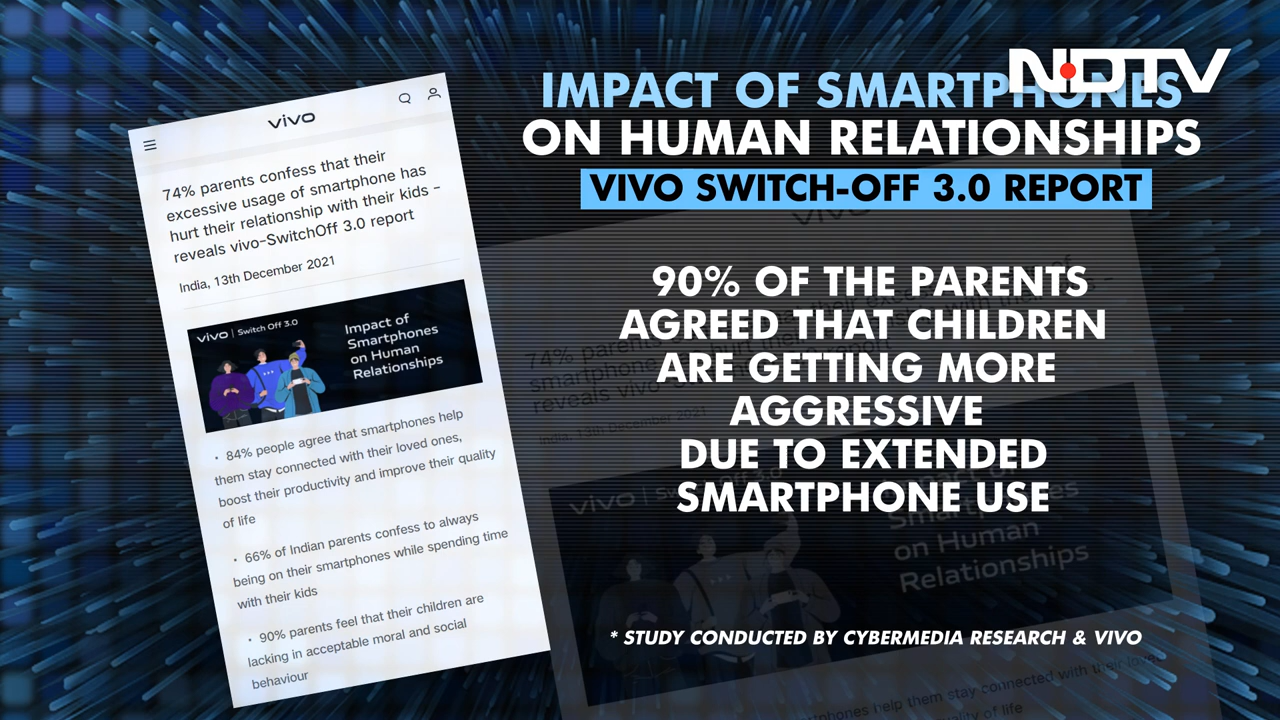 NDTV
IMPACT OF SMARTPHONES
ON HUMAN RELATIONSHIPS
VIVO SWITCH-OFF 3.0 REPORT
vivo
74% parents confess that their
excessive usage of smartphone has
hurt their relationship with their kids –
reveals vivo-SwitchOff 3.0 report
India, 13th December 2021
vivo | Switch Off 3.0
Impact of
Smartphones
on Human
Relationships
· 84% people agree that smartphones help
them stay connected with their loved ones,
boost their productivity and improve their quality
of life
· 66% of Indian parents confess to always
being on their smartphones while spending time
with their kids
· 90% parents feel that their children are
lacking in acceptable moral and social
behaviour
90% OF THE PARENTS
AGREED THAT CHILDREN
ARE GETTING MORE
AGGRESSIVE
DUE TO EXTENDED
SMARTPHONE USE
* STUDY CONDUCTED BY CYBERMEDIA RESEARCH & VIVO